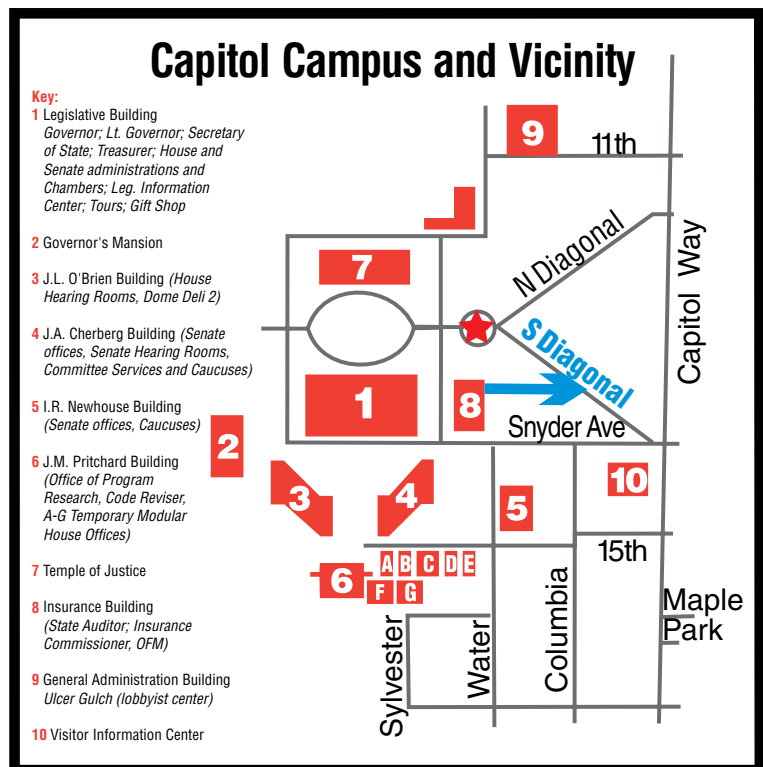 Capitol Campus and Vicinity
Key:
1 Legislative Building
Governor; Lt. Governor; Secretary
of State; Treasurer; House and
Senate administrations and
Chambers; Leg. Information
Center; Tours; Gift Shop
2 Governor's Mansion
3 J.L. O'Brien Building (House
Hearing Rooms, Dome Deli 2)
4 J.A. Cherberg Building (Senate
offices, Senate Hearing Rooms,
Committee Services and Caucuses)
5 I.R. Newhouse Building
(Senate offices, Caucuses)
6 J.M. Pritchard Building
(Office of Program
Research, Code Reviser,
A-G Temporary Modular
House Offices)
7 Temple of Justice
8 Insurance Building
(State Auditor; Insurance
Commissioner, OFM)
9 General Administration Building
Ulcer Gulch (lobbyist center)
10 Visitor Information Center
9
11th
N Diagonal
Capitol Way
7
S Diagonal
1
8
Snyder Ave
2
3
4
5
10
15th
6
A B C D E
F G
Maple
Park
Sylvester
Water
Columbia